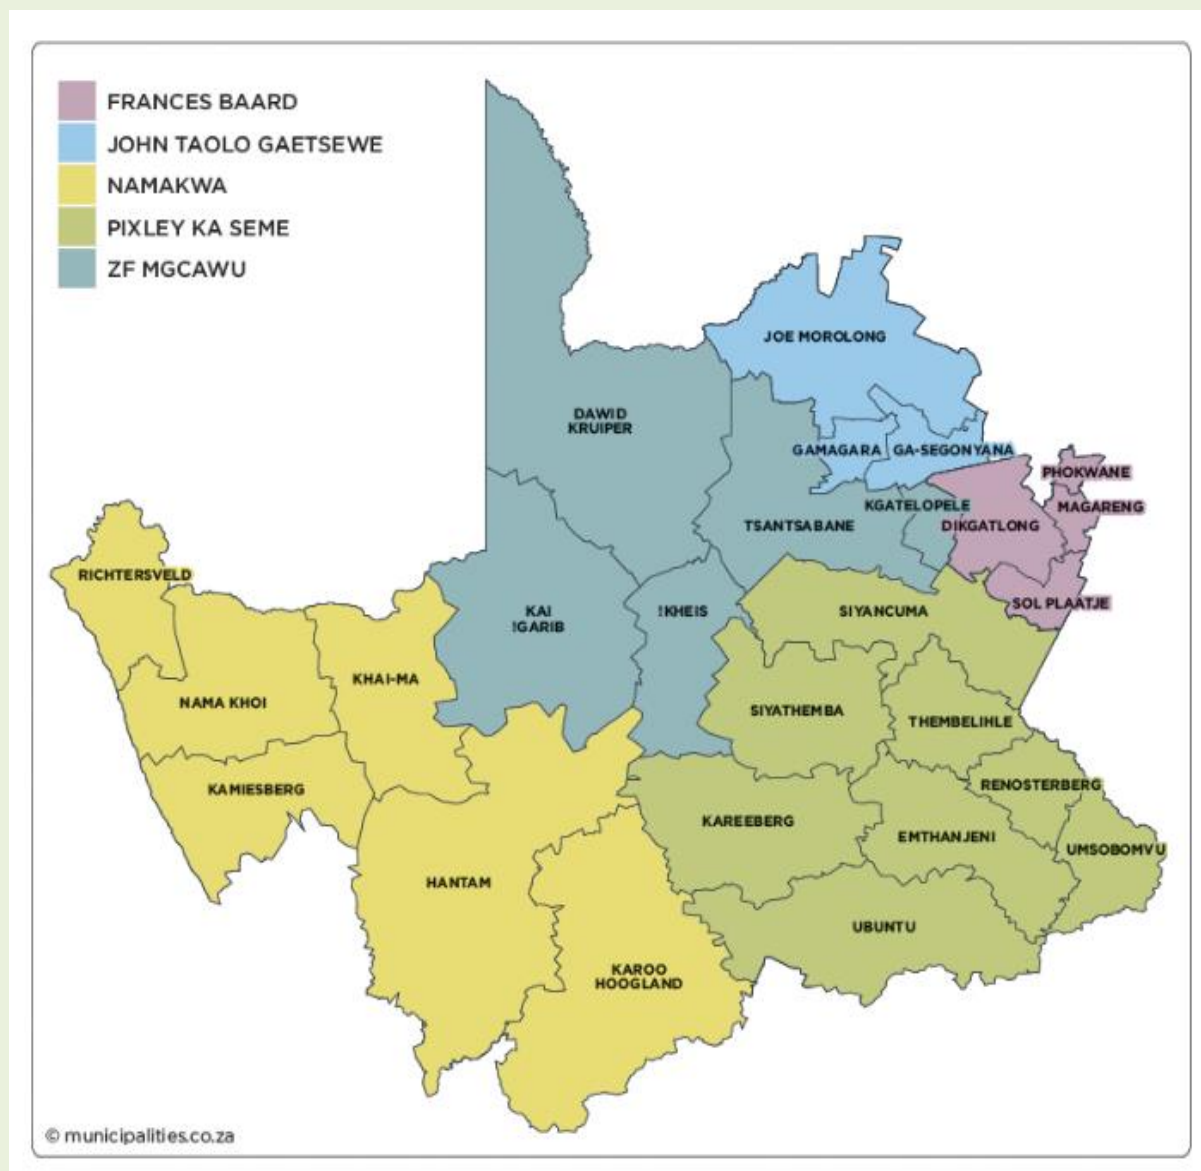 FRANCES BAARD
JOHN TAOLO GAETSEWE
NAMAKWA
PIXLEY KA SEME
ZF MGCAWU
JOE MOROLONG
DAWID
KRUIPER
GAMAGARA
GA-SEGONYANA
PHOKWANE
KGATELOPELE
MAGARENG
TSANTSABANE
DIKGATLONG
RICHTERSVELD
SOL PLAATJE
KAI
!GARIB
!KHEIS
SIYANCUMA
KHAI-MA
NAMA KHOI
SIYATHEMBA
THEMBELIHLE
KAMIESBERG
RENOSTERBERG
KAREEBERG
EMTHANJENI
UMSOBOMVU
HANTAM
UBUNTU
KAROO
HOOGLAND
© municipalities.co.za